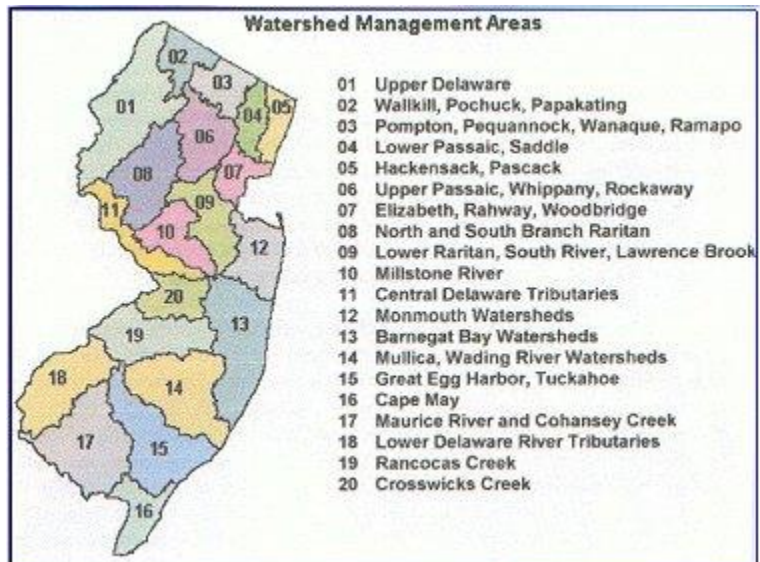 Watershed Management Areas
01 Upper Delaware
02 Wallkill, Pochuck, Papakating
03 Pompton, Pequannock, Wanaque, Ramapo
04 Lower Passaic, Saddle
05 Hackensack, Pascack
06 Upper Passaic, Whippany, Rockaway
07 Elizabeth, Rahway, Woodbridge
08 North and South Branch Raritan
09 Lower Raritan, South River, Lawrence Brook
10 Millstone River
11 Central Delaware Tributaries
12 Monmouth Watersheds
13 Barnegat Bay Watersheds
14 Mullica, Wading River Watersheds
15 Great Egg Harbor, Tuckahoe
16 Cape May
17 Maurice River and Cohansey Creek
18 Lower Delaware River Tributaries
19 Rancocas Creek
20 Crosswicks Creek
02
03
01
04
05
06
08
07
09
11
10
12
20
13
19
18
14
17
15
16